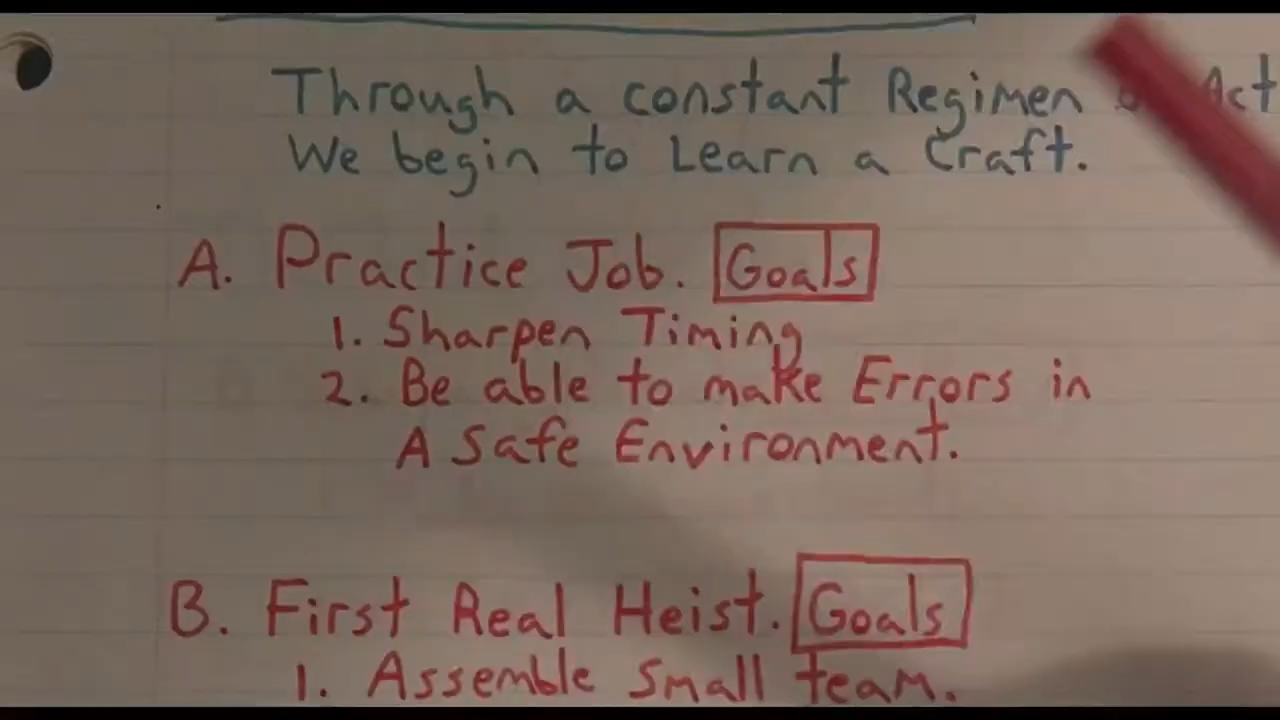 Through a constant Regimen Act
We begin to Learn a Craft.
A. Practice Job. Goals
1. Sharpen Timing
2. Be able to make Errors in
A Safe Environment.
B. First Real Heist. Goals
1. Assemble Small team.